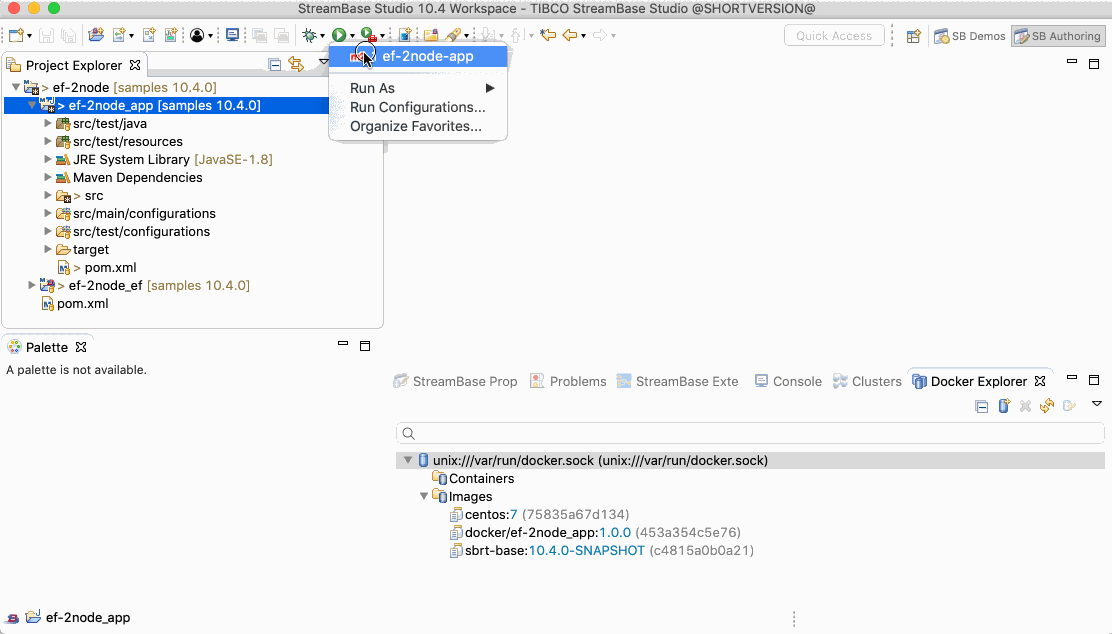 StreamBase Studio 10.4 Workspace - TIBCO StreamBase Studio @SHORTVERSION@
Quick Access
SB Demos
SB Authoring
ef-2node-app
Run As
Run Configurations...
Organize Favorites...
Project Explorer
> ef-2node [samples 10.4.0]
> ef-2node_app [samples 10.4.0]
src/test/java
src/test/resources
JRE System Library [JavaSE-1.8]
Maven Dependencies
> src
src/main/configurations
src/test/configurations
target
> pom.xml
> ef-2node_ef [samples 10.4.0]
pom.xml
Palette
A palette is not available.
StreamBase Prop
Problems
StreamBase Exte
Console
Clusters
Docker Explorer
unix:///var/run/docker.sock (unix:///var/run/docker.sock)
Containers
Images
centos:7 (75835a67d134)
docker/ef-2node_app:1.0.0 (453a354c5e76)
sbrt-base:10.4.0-SNAPSHOT (c4815a0b0a21)
ef-2node_app